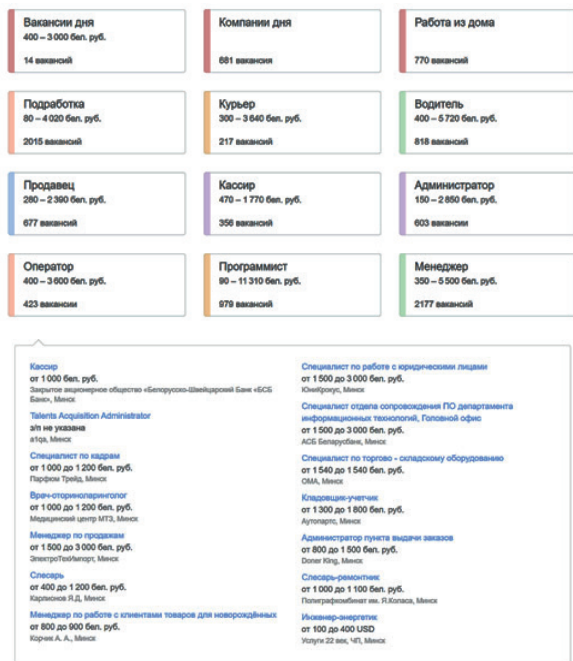 Вакансии дня
400 – 3 000 бел. руб.
14 вакансий
Компании дня
681 вакансия
Работа из дома
770 вакансий
Подработка
80 – 4 020 бел. руб.
2015 вакансий
Курьер
300 – 3 640 бел. руб.
217 вакансий
Водитель
400 – 5 720 бел. руб.
818 вакансий
Продавец
280 – 2 390 бел. руб.
677 вакансий
Кассир
470 – 1 770 бел. руб.
356 вакансий
Администратор
150 – 2 850 бел. руб.
603 вакансии
Оператор
400 – 3 600 бел. руб.
423 вакансии
Программист
90 – 11 310 бел. руб.
979 вакансий
Менеджер
350 – 5 500 бел. руб.
2177 вакансий
Кассир
от 1 000 бел. руб.
Закрытое акционерное общество «Белорусско-Швейцарский Банк «БСБ
Банк», Минск
Talents Acquisition Administrator
з/п не указана
a1qa, Минск
Специалист по кадрам
от 1 000 до 1 200 бел. руб.
Парфюм Трейд, Минск
Врач-оториноларинголог
от 1 000 до 1 200 бел. руб.
Медицинский центр МТЗ, Минск
Менеджер по продажам
от 1 500 до 3 000 бел. руб.
ЭлектроТехИмпорт, Минск
Слесарь
от 400 до 1 200 бел. руб.
Карлионов Я.Д, Минск
Менеджер по работе с клиентами товаров для новорождённых
от 800 до 900 бел. руб.
Корчик А. А., Минск
Специалист по работе с юридическими лицами
от 1 500 до 3 000 бел. руб.
ЮниКрокус, Минск
Специалист отдела сопровождения ПО департамента
информационных технологий, Головной офис
от 1 500 до 3 000 бел. руб.
АСБ Беларусбанк, Минск
Специалист по торгово - складскому оборудованию
от 1 540 до 1 540 бел. руб.
ОМА, Минск
Кладовщик-учетчик
от 1 300 до 1 800 бел. руб.
Аутопартс, Минск
Администратор пункта выдачи заказов
от 800 до 1 500 бел. руб.
Doner King, Минск
Слесарь-ремонтник
от 1 000 до 1 100 бел. руб.
Полиграфкомбинат им. Я.Коласа, Минск
Инженер-энергетик
от 100 до 400 USD
Услуги 22 век, ЧП, Минск